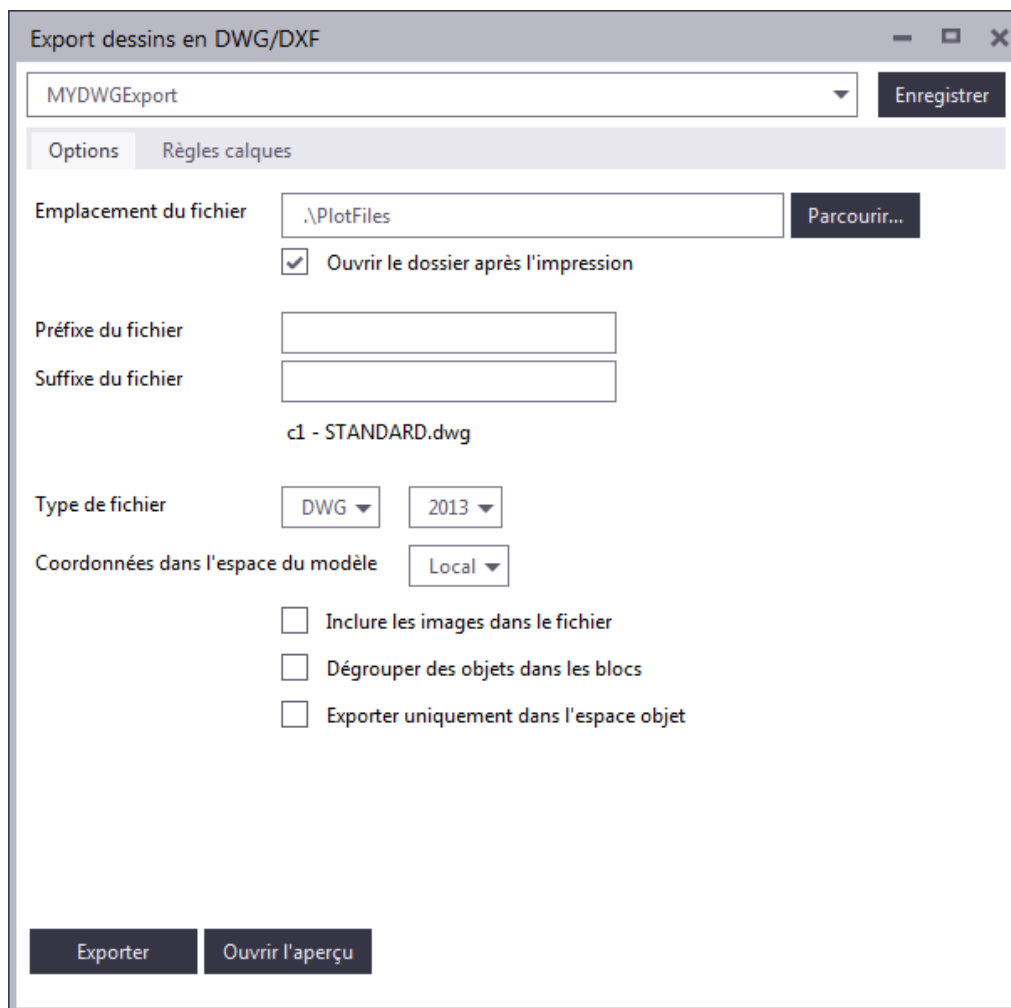 Export dessins en DWG/DXF
MYDWGExport
Enregistrer
Options Règles calques
Emplacement du fichier .\PlotFiles Parcourir...
Ouvrir le dossier après l'impression
Préfixe du fichier
Suffixe du fichier
c1 - STANDARD.dwg
Type de fichier DWG 2013
Coordonnées dans l'espace du modèle Local
Inclure les images dans le fichier
Dégrouper des objets dans les blocs
Exporter uniquement dans l'espace objet
Exporter Ouvrir l'aperçu